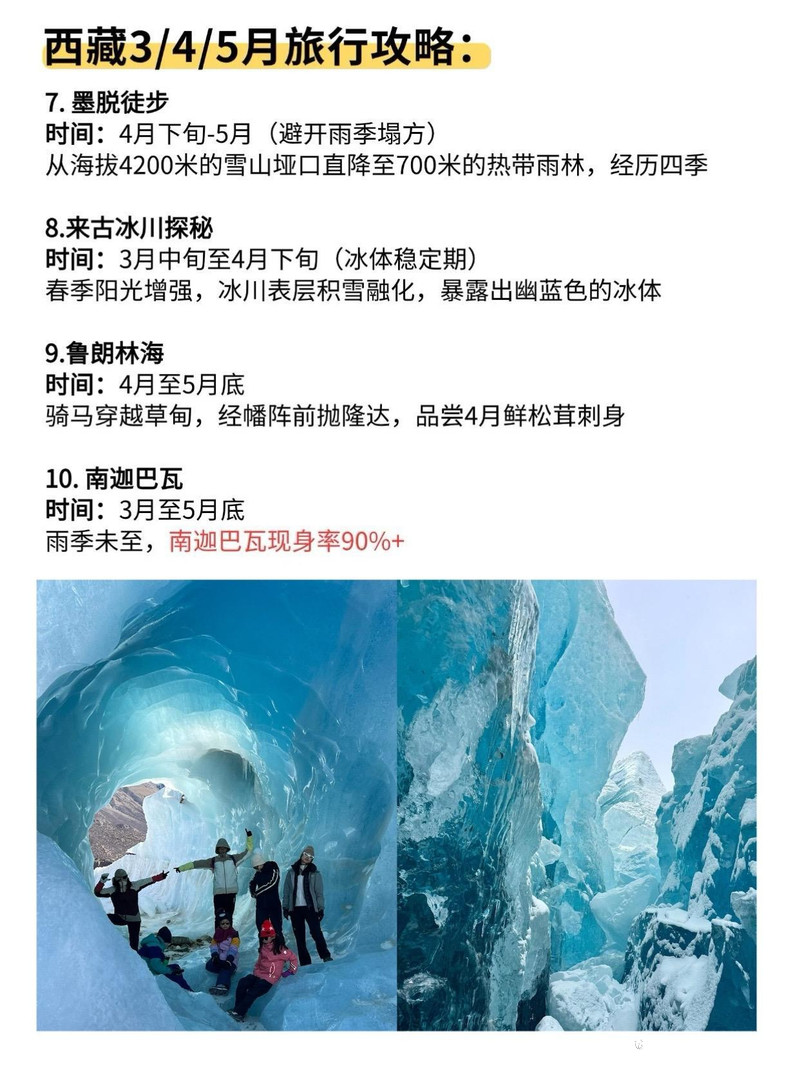 西藏3/4/5月旅行攻略：
7. 墨脱徒步
时间：4月下旬-5月（避开雨季塌方）
从海拔4200米的雪山垭口直降至700米的热带雨林，经历四季
8.来古冰川探秘
时间：3月中旬至4月下旬（冰体稳定期）
春季阳光增强，冰川表层积雪融化，暴露出幽蓝色的冰体
9.鲁朗林海
时间：4月至5月底
骑马穿越草甸，经幡阵前抛隆达，品尝4月鲜松茸刺身
10. 南迦巴瓦
时间：3月至5月底
雨季未至，南迦巴瓦现身率90%+